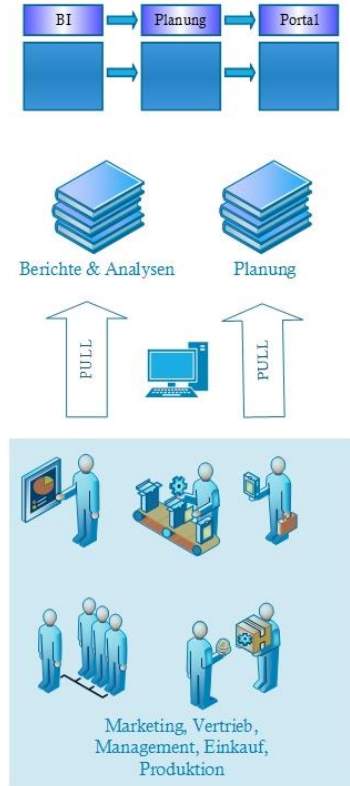 BI
Planung
Portal
Berichte & Analysen
Planung
PULL
PULL
Marketing, Vertrieb,
Management, Einkauf,
Produktion